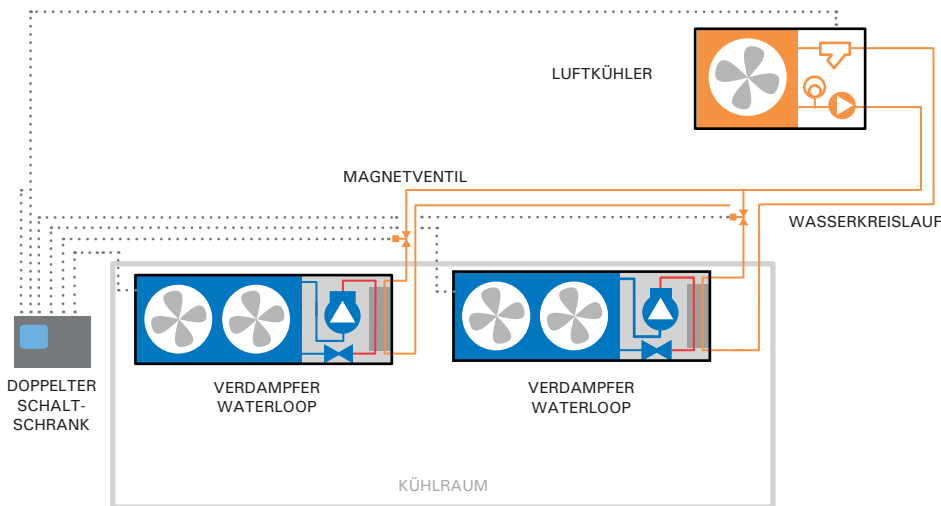 LUFTKÜHLER
MAGNETVENTIL
WASSERKREISLAUF
DOPPELTER
SCHALT-
SCHRANK
VERDAMPFER
WATERLOOP
VERDAMPFER
WATERLOOP
KÜHLRAUM